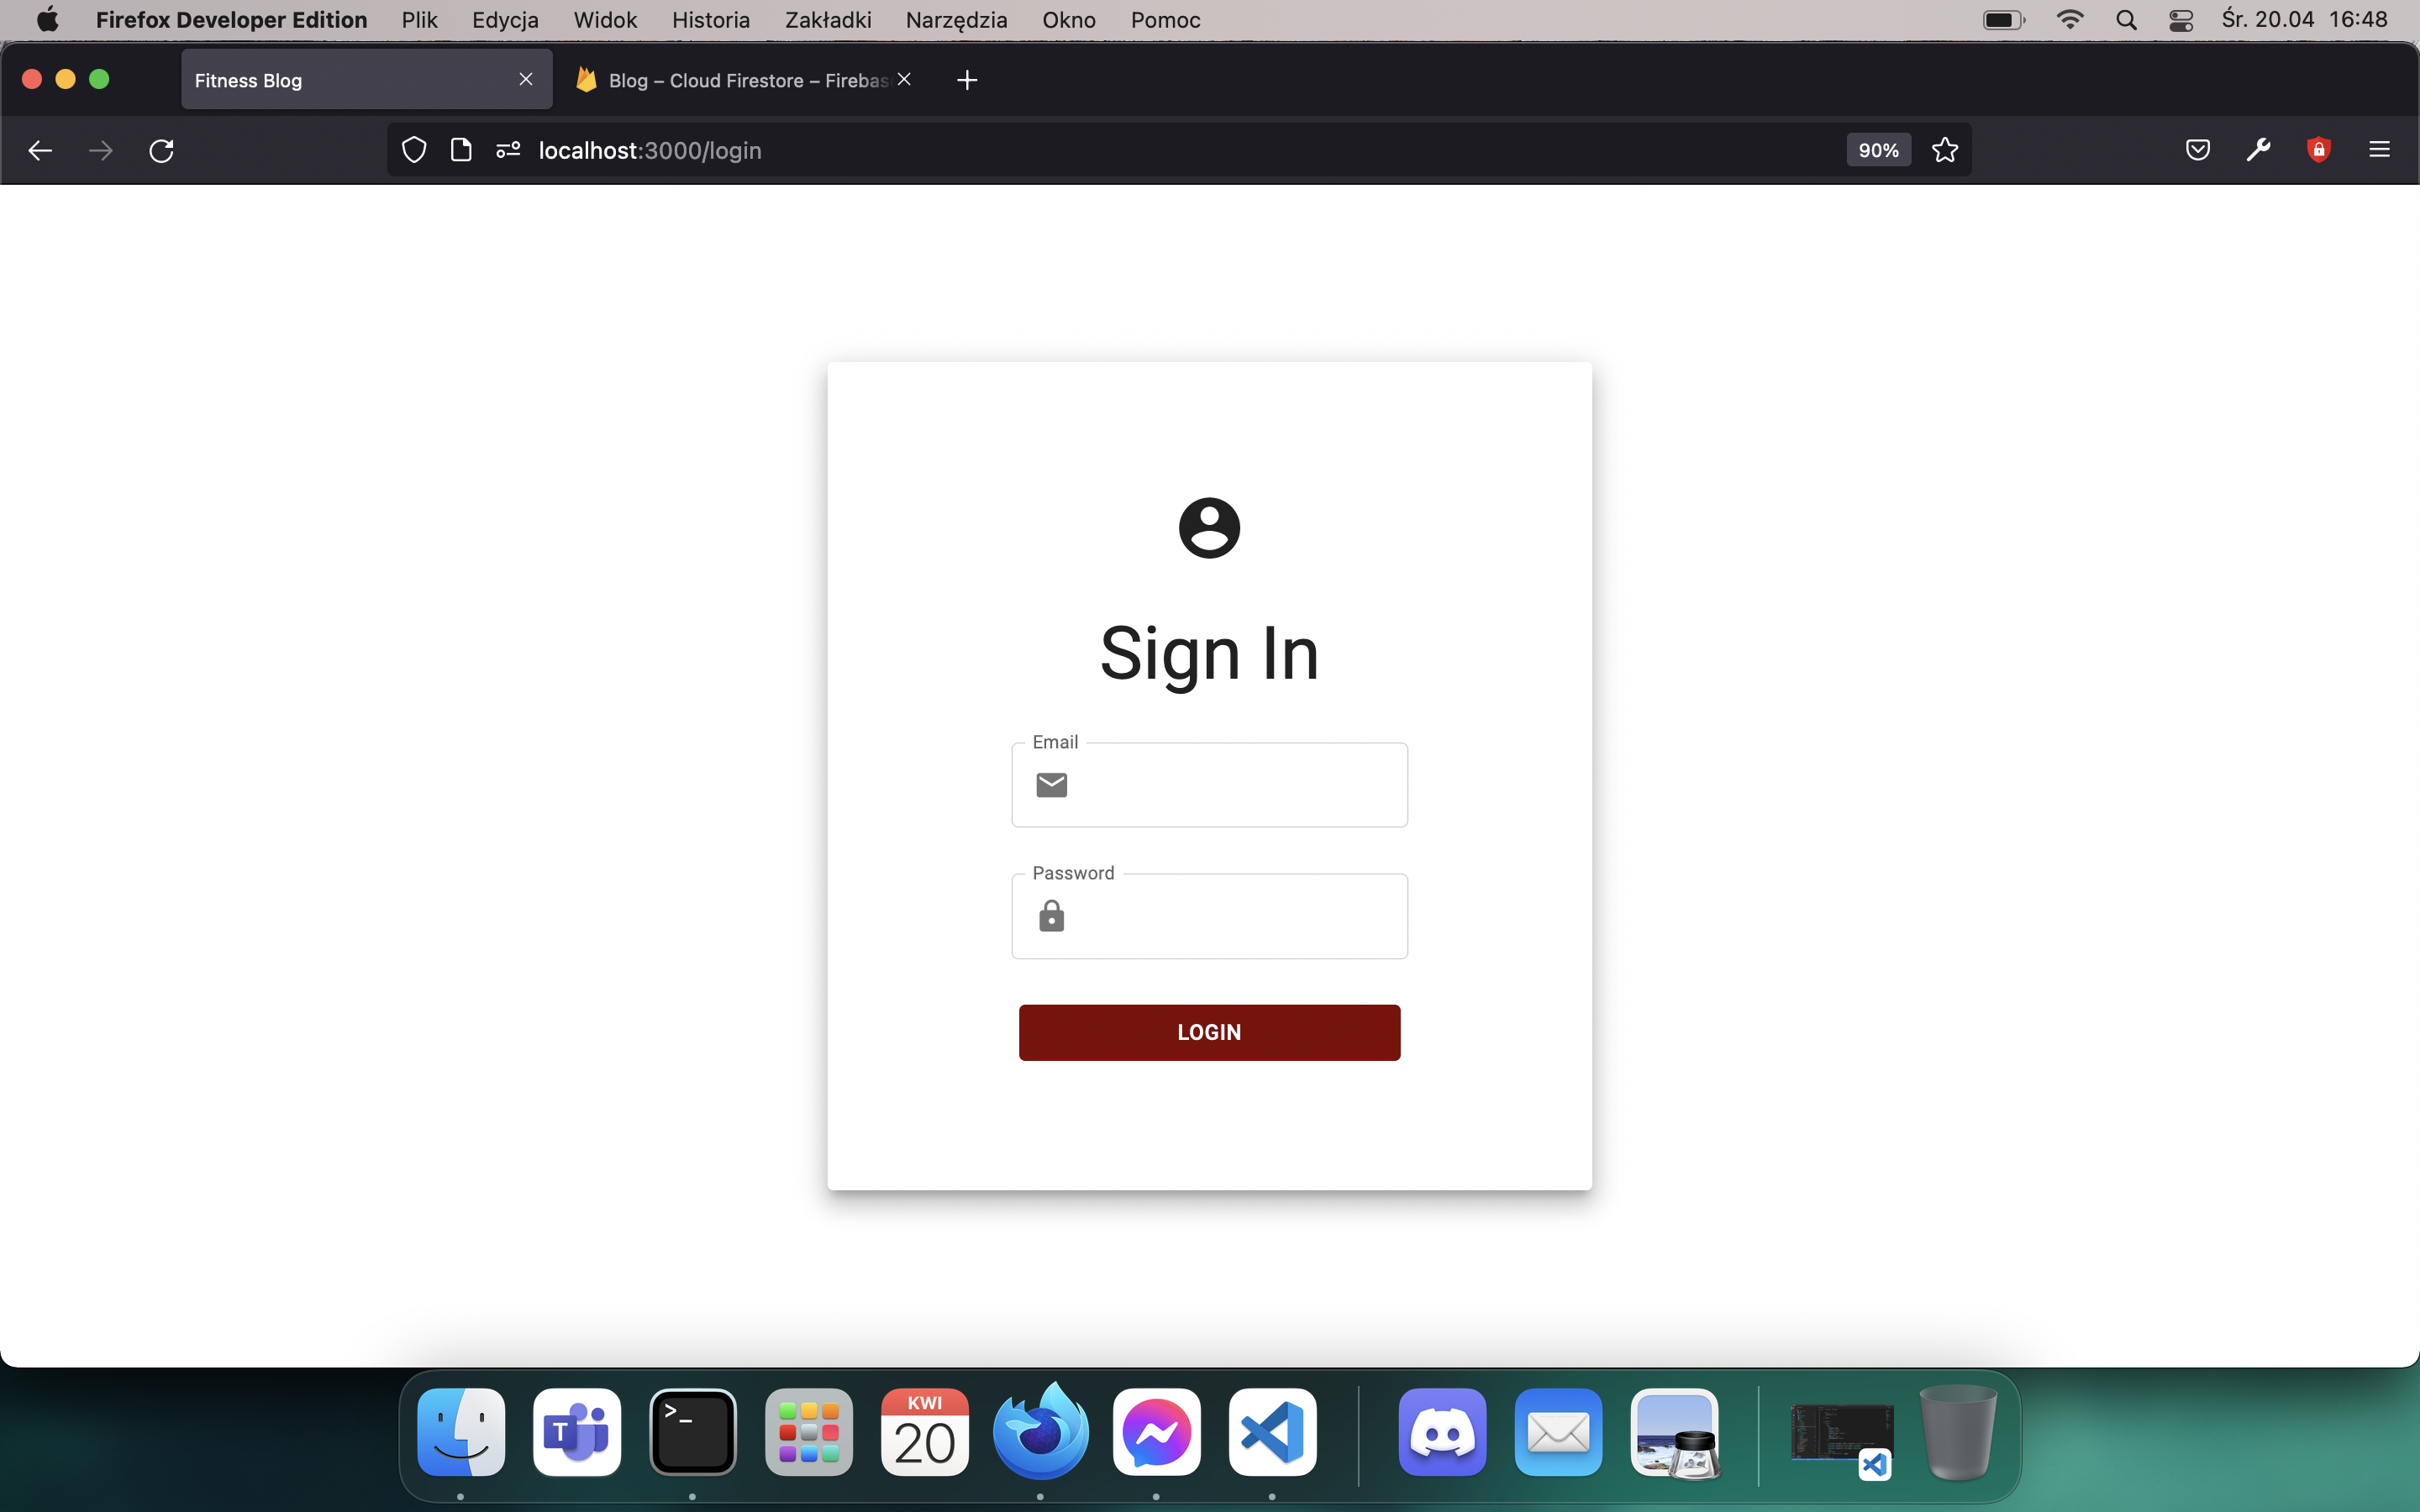 Firefox Developer Edition Plik Edycja Widok Historia Zakładki Narzędzia Okno Pomoc Śr. 20.04 16:48
Fitness Blog Blog – Cloud Firestore – Firebas
localhost:3000/login 90%
Sign In
Email
Password
LOGIN
KWI
20
T
>_